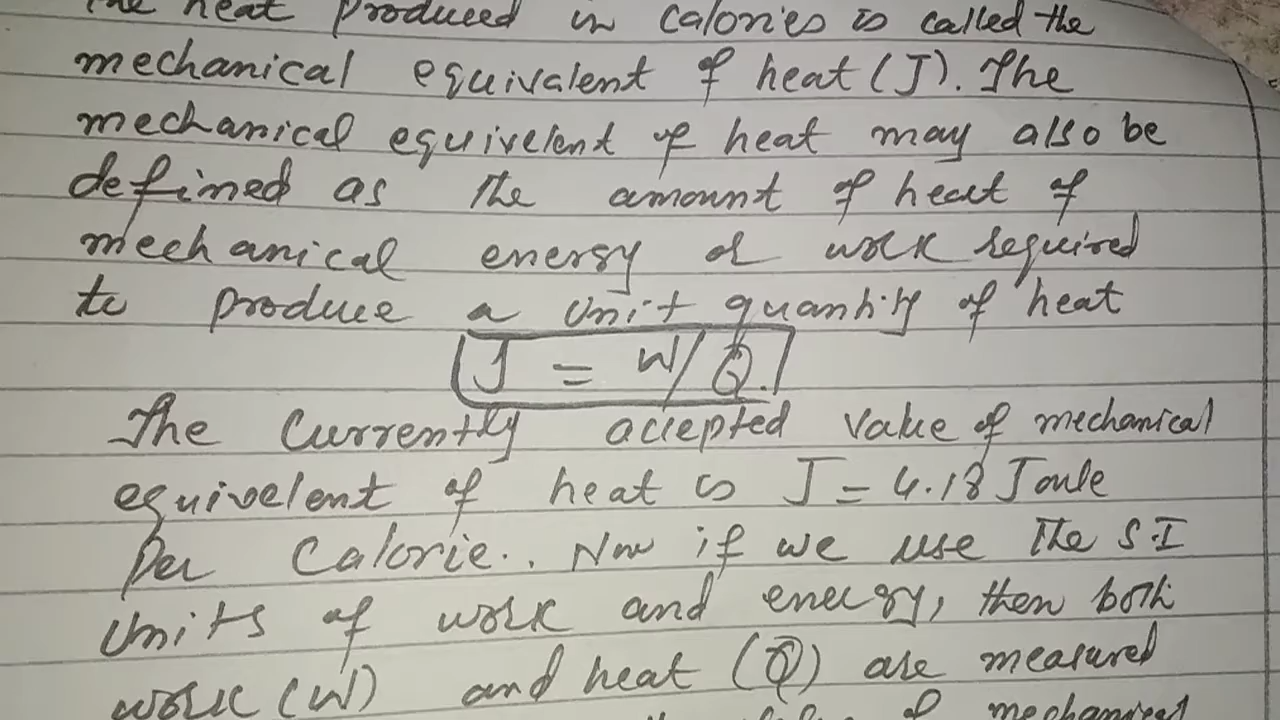 The heat produced in calories is called the
mechanical equivalent of heat (J). The
mechanical equivelent of heat may also be
defined as the amount of heat of
mechanical energy or work required
to produce a unit quantity of heat
J = W/Q.
The Currently accepted value of mechanical
equivelent of heat is J = 4.18 Joule
Per Calorie. . Now if we use the S.I
Units of work and energy, then both
work (W) and heat (Q) are measured
of mechanical